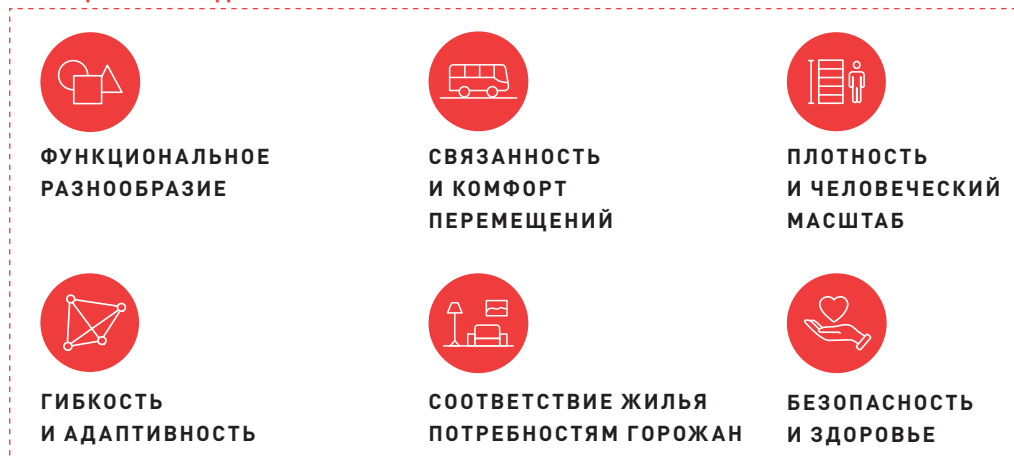 ФУНКЦИОНАЛЬНОЕ
РАЗНООБРАЗИЕ
СВЯЗАННОСТЬ
И КОМФОРТ
ПЕРЕМЕЩЕНИЙ
ПЛОТНОСТЬ
И ЧЕЛОВЕЧЕСКИЙ
МАСШТАБ
ГИБКОСТЬ
И АДАПТИВНОСТЬ
СООТВЕТСТВИЕ ЖИЛЬЯ
ПОТРЕБНОСТЯМ ГОРОЖАН
БЕЗОПАСНОСТЬ
И ЗДОРОВЬЕ